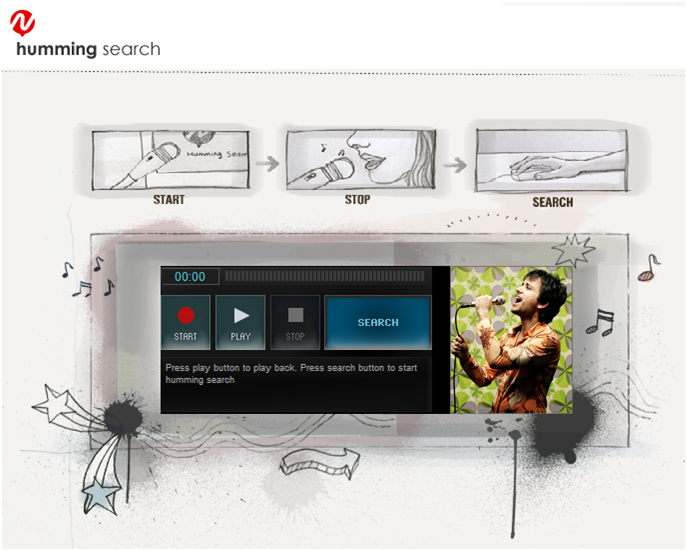 humming search
Humming Sear
START
STOP
SEARCH
00:00
START
PLAY
STOP
SEARCH
Press play button to play back. Press search button to start
humming search